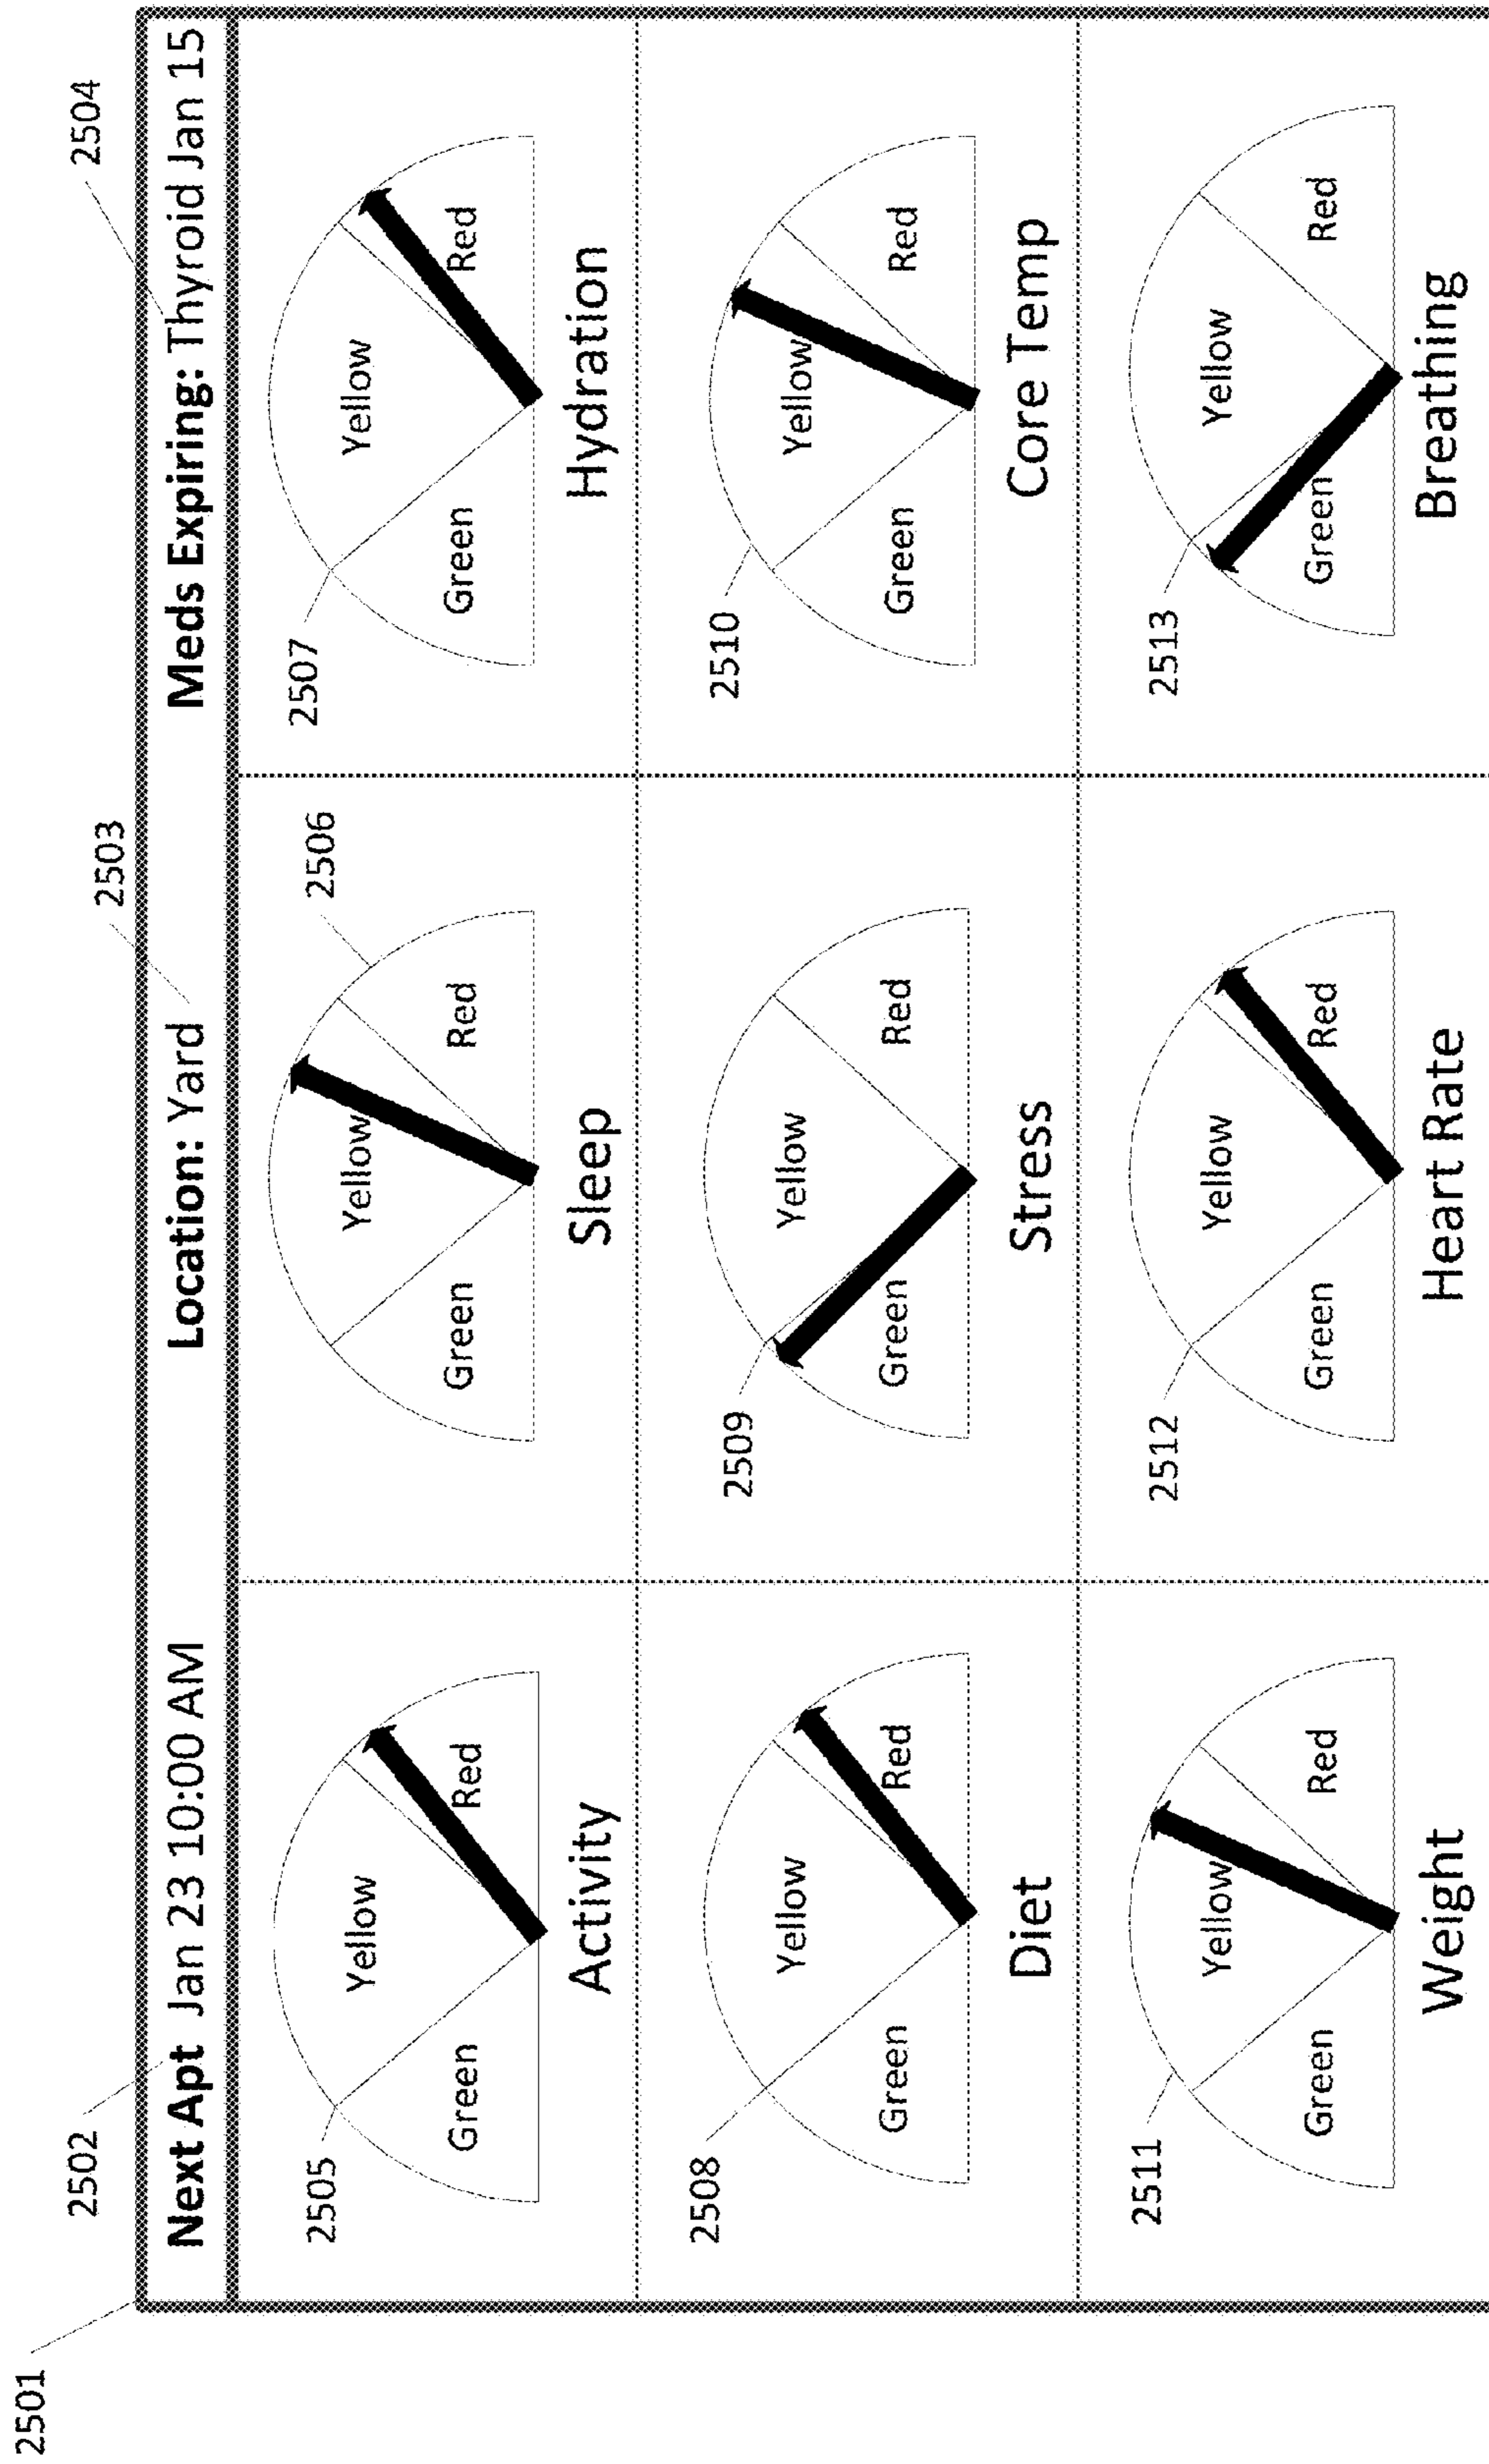 2501
2502
2503
2504
Next Apt Jan 23 10:00 AM
Location: Yard
Meds Expiring: Thyroid Jan 15
2505
Green
Yellow
Red
Activity
2506
Green
Yellow
Red
Sleep
2507
Green
Yellow
Red
Hydration
2508
Green
Yellow
Red
Diet
2509
Green
Yellow
Red
Stress
2510
Green
Yellow
Red
Core Temp
2511
Green
Yellow
Red
Weight
2512
Green
Yellow
Red
Heart Rate
2513
Green
Yellow
Red
Breathing